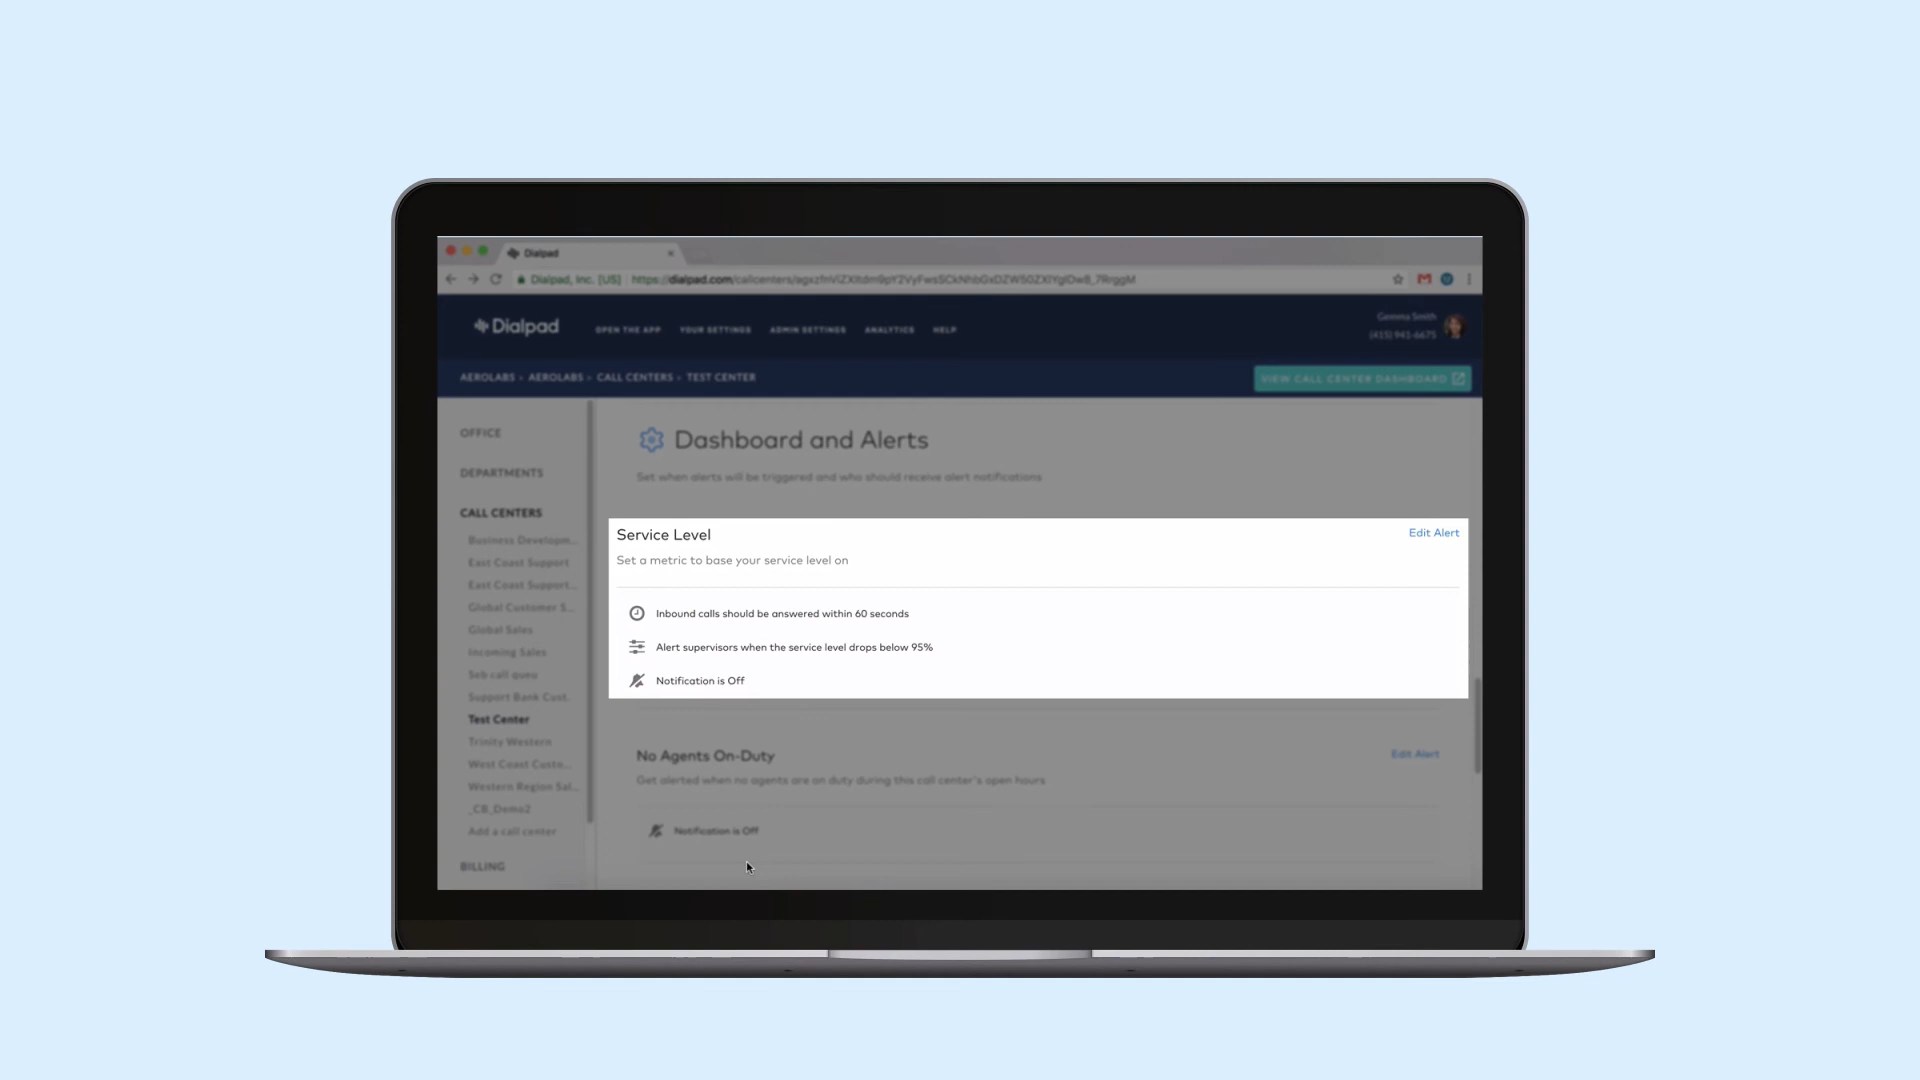 Dialpad
Dialpad, Inc. [US] https://dialpad.com/callcenters/
Dialpad OPEN THE APP YOUR SETTINGS ADMIN SETTINGS ANALYTICS HELP
Gemma Smith
(415) 941-6675
AEROLABS > AEROLABS > CALL CENTERS > TEST CENTER
VIEW CALL CENTER DASHBOARD
OFFICE
DEPARTMENTS
CALL CENTERS
Business Developm...
East Coast Support
East Coast Support...
Global Customer S...
Global Sales
Incoming Sales
Seb call queu
Support Bank Cust.
Test Center
Trinity Western
West Coast Custo...
Western Region Sal...
_CB_Demo2
Add a call center
BILLING
Dashboard and Alerts
Set when alerts will be triggered and who should receive alert notifications
Service Level
Edit Alert
Set a metric to base your service level on
Inbound calls should be answered within 60 seconds
Alert supervisors when the service level drops below 95%
Notification is Off
No Agents On-Duty
Edit Alert
Get alerted when no agents are on duty during this call center's open hours
Notification is Off